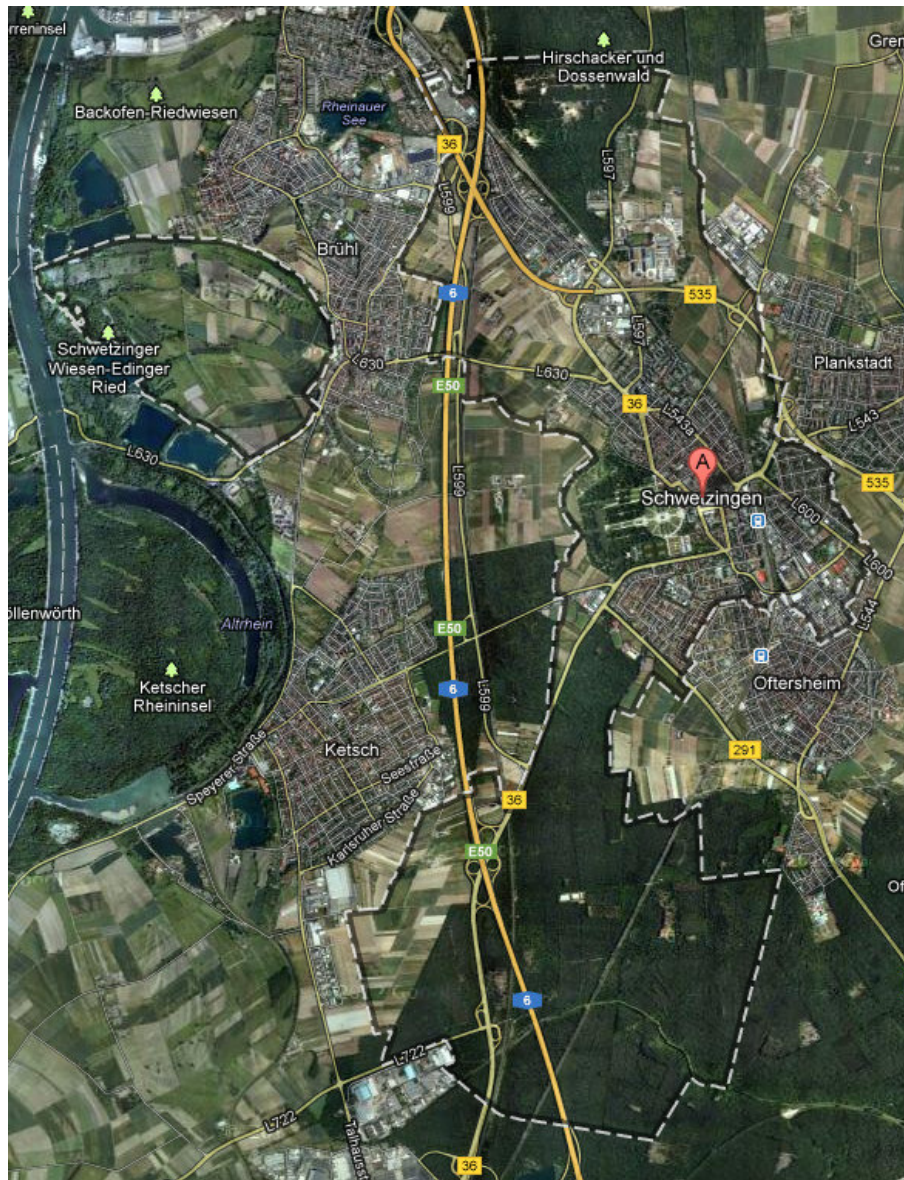 orreninsel
Hirschacker und
Dossenwald
Gren
Backofen-Riedwiesen
Rheinauer
See
36
L597
L599
Brühl
6
535
Schwetzinger
Wiesen-Edinger
Ried
L597
L630
L630
Plankstadt
E50
36
L543a
L543
L630
L599
A
Schwetzingen
535
L600
L600
öllenwörth
Altrhein
E50
L544
Ketscher
Rheininsel
6
L599
Oftersheim
Ketsch
Speyerer Straße
Seestraße
291
36
Karlsruher Straße
E50
Of
6
L722
L722
Talhausst
36